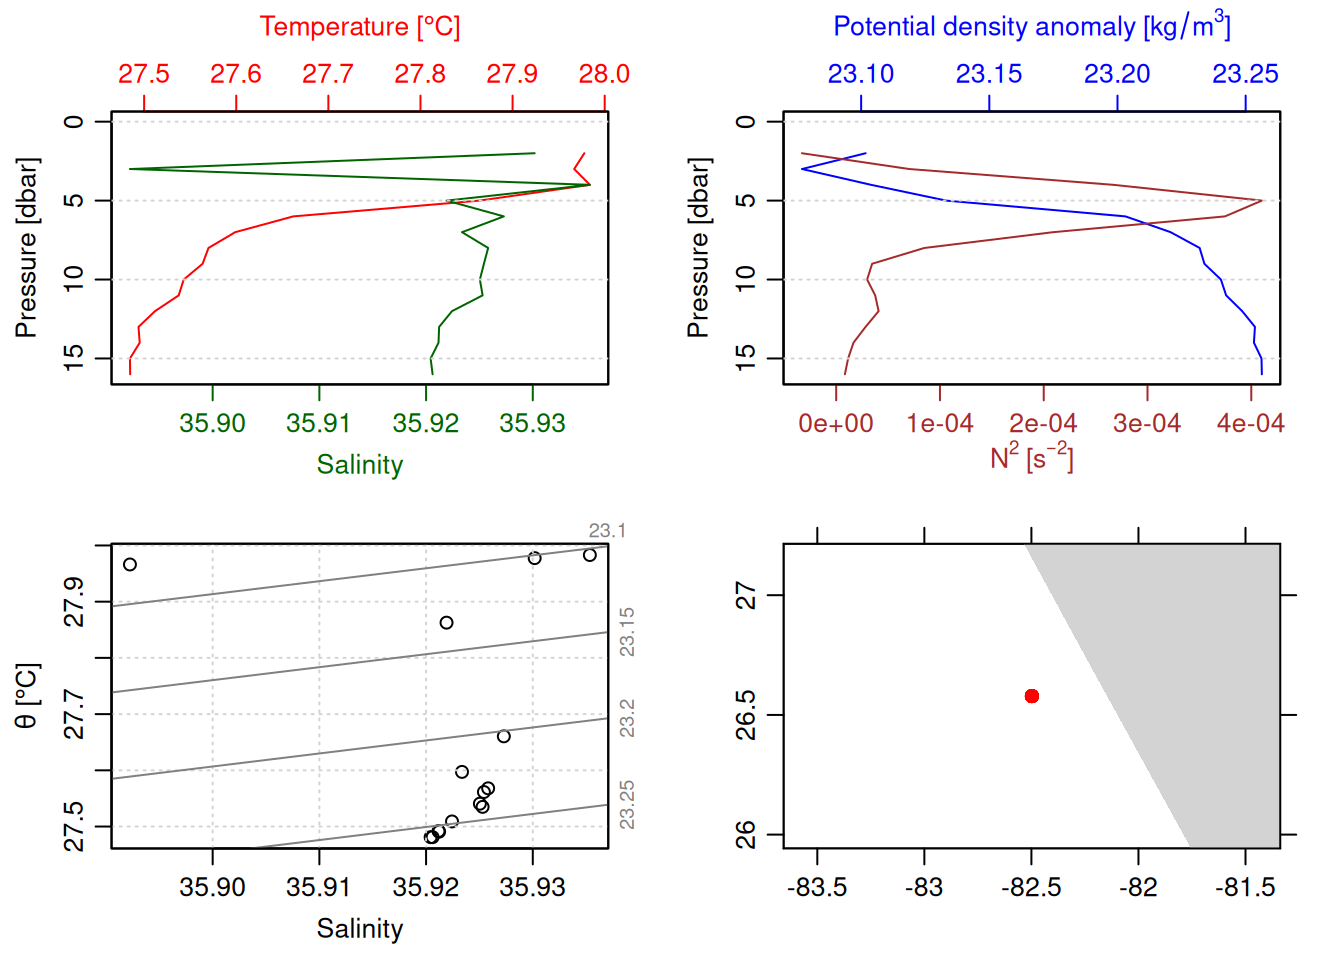 Temperature [°C]
27.5 27.6 27.7 27.8 27.9 28.0
Pressure [dbar]
0
5
10
15
35.90 35.91 35.92 35.93
Salinity
Potential density anomaly [kg/m³]
23.10 23.15 23.20 23.25
Pressure [dbar]
0
5
10
15
0e+00 1e-04 2e-04 3e-04 4e-04
N² [s⁻²]
23.1
23.15
23.2
23.25
θ [°C]
27.9
27.7
27.5
35.90 35.91 35.92 35.93
Salinity
27
26.5
26
-83.5 -83 -82.5 -82 -81.5